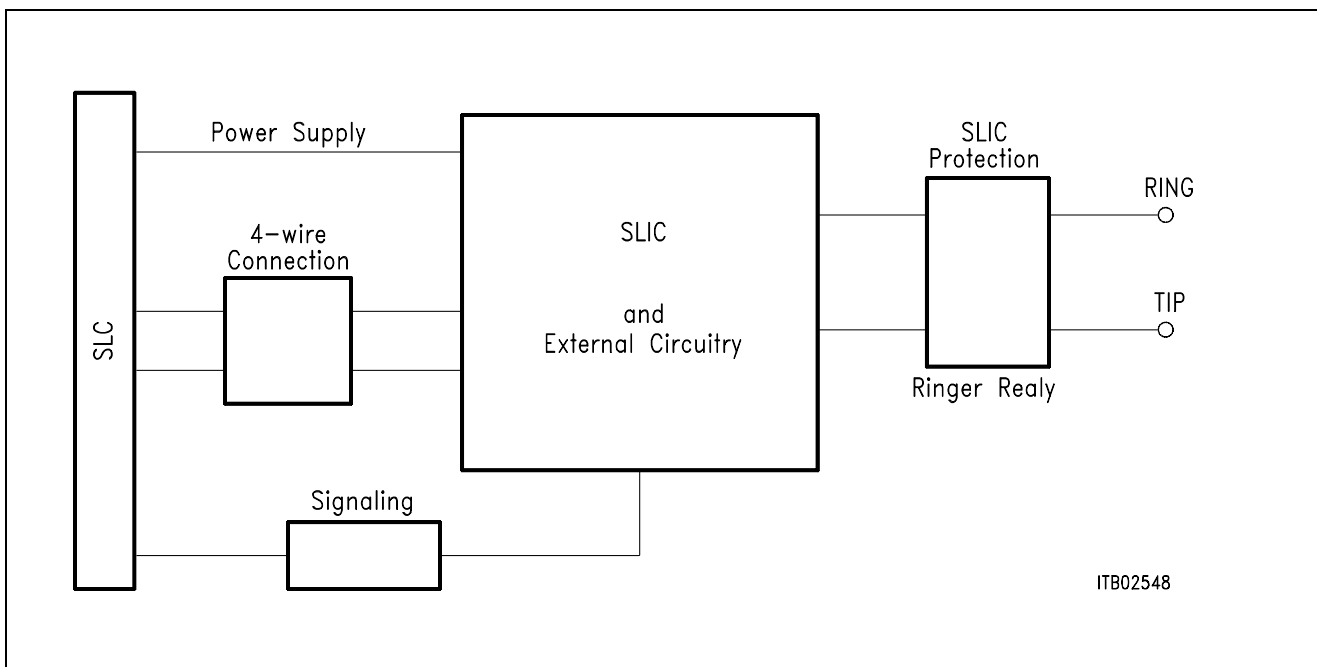 Power Supply
SLIC
Protection
RING
4-wire
Connection
SLIC
and
External Circuitry
TIP
SLC
Ringer Realy
Signaling
ITB02548